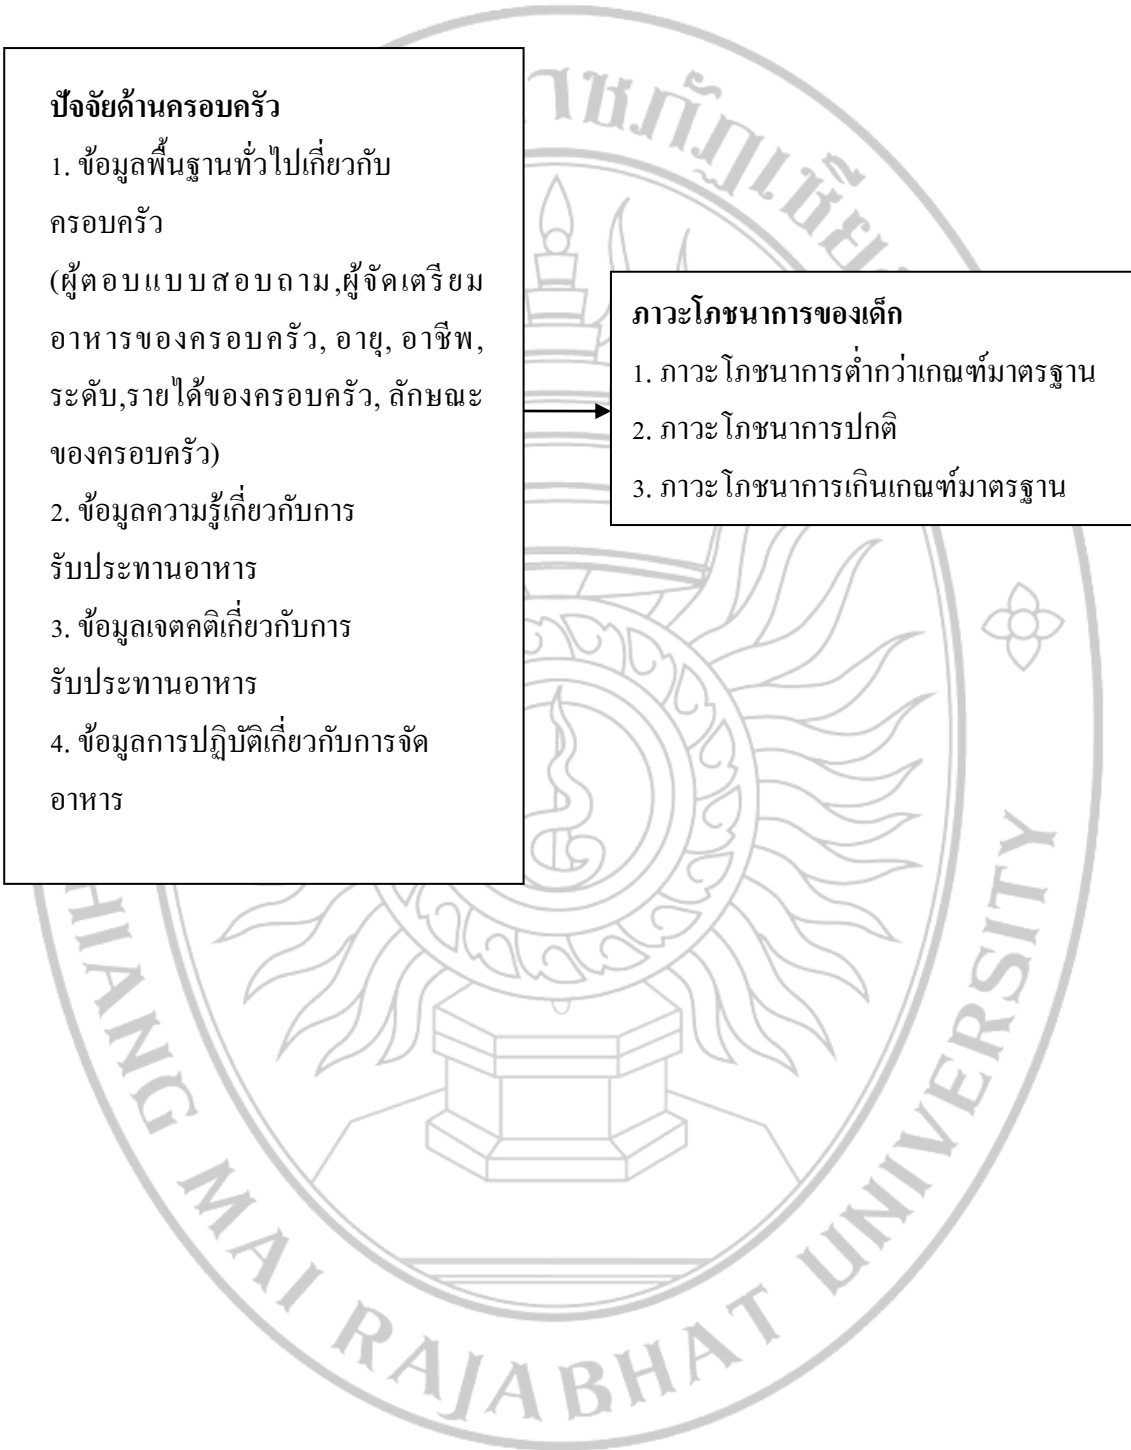 ปัจจัยด้านครอบครัว
1. ข้อมูลพื้นฐานทั่วไปเกี่ยวกับ
ครอบครัว
(ผู้ตอบแบบสอบถาม,ผู้จัดเตรียม
อาหารของครอบครัว, อายุ, อาชีพ,
ระดับ,รายได้ของครอบครัว, ลักษณะ
ของครอบครัว)
2. ข้อมูลความรู้เกี่ยวกับการ
รับประทานอาหาร
3. ข้อมูลเจตคติเกี่ยวกับการ
รับประทานอาหาร
4. ข้อมูลการปฏิบัติเกี่ยวกับการจัด
อาหาร
ภาวะโภชนาการของเด็ก
1. ภาวะโภชนาการต่ำกว่าเกณฑ์มาตรฐาน
2. ภาวะโภชนาการปกติ
3. ภาวะโภชนาการเกินเกณฑ์มาตรฐาน
HIANG MAI RAJABHAT UNIVERSITY